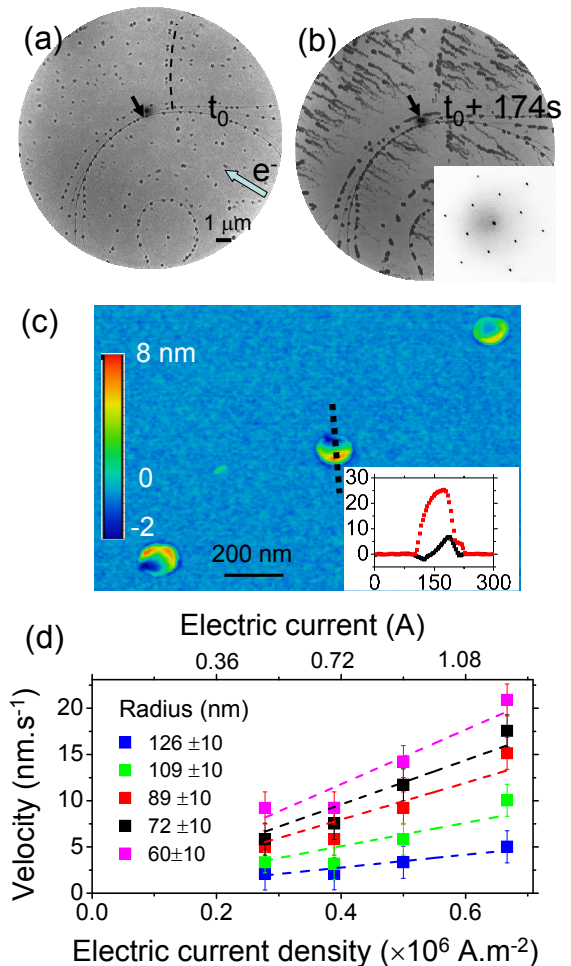 (a)
t₀
e⁻
1 µm
(b)
t₀+ 174s
(c)
8 nm
0
-2
200 nm
30
20
10
0
0 150 300
(d)
Electric current (A)
0.36 0.72 1.08
Velocity (nm.s⁻¹)
20
15
10
5
0
Radius (nm)
126 ±10
109±10
89 ±10
72 ±10
60±10
0.0 0.2 0.4 0.6
Electric current density (×10⁶ A.m⁻²)